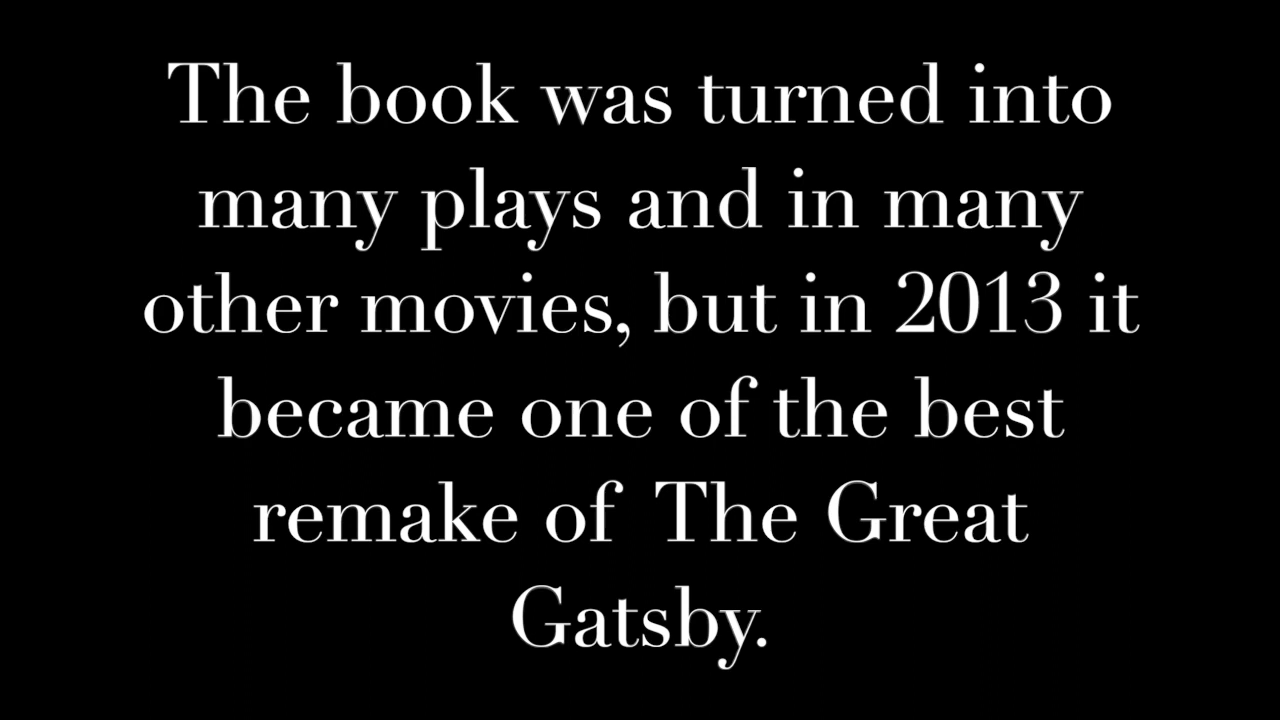 The book was turned into
many plays and in many
other movies, but in 2013 it
became one of the best
remake of  The Great
Gatsby.